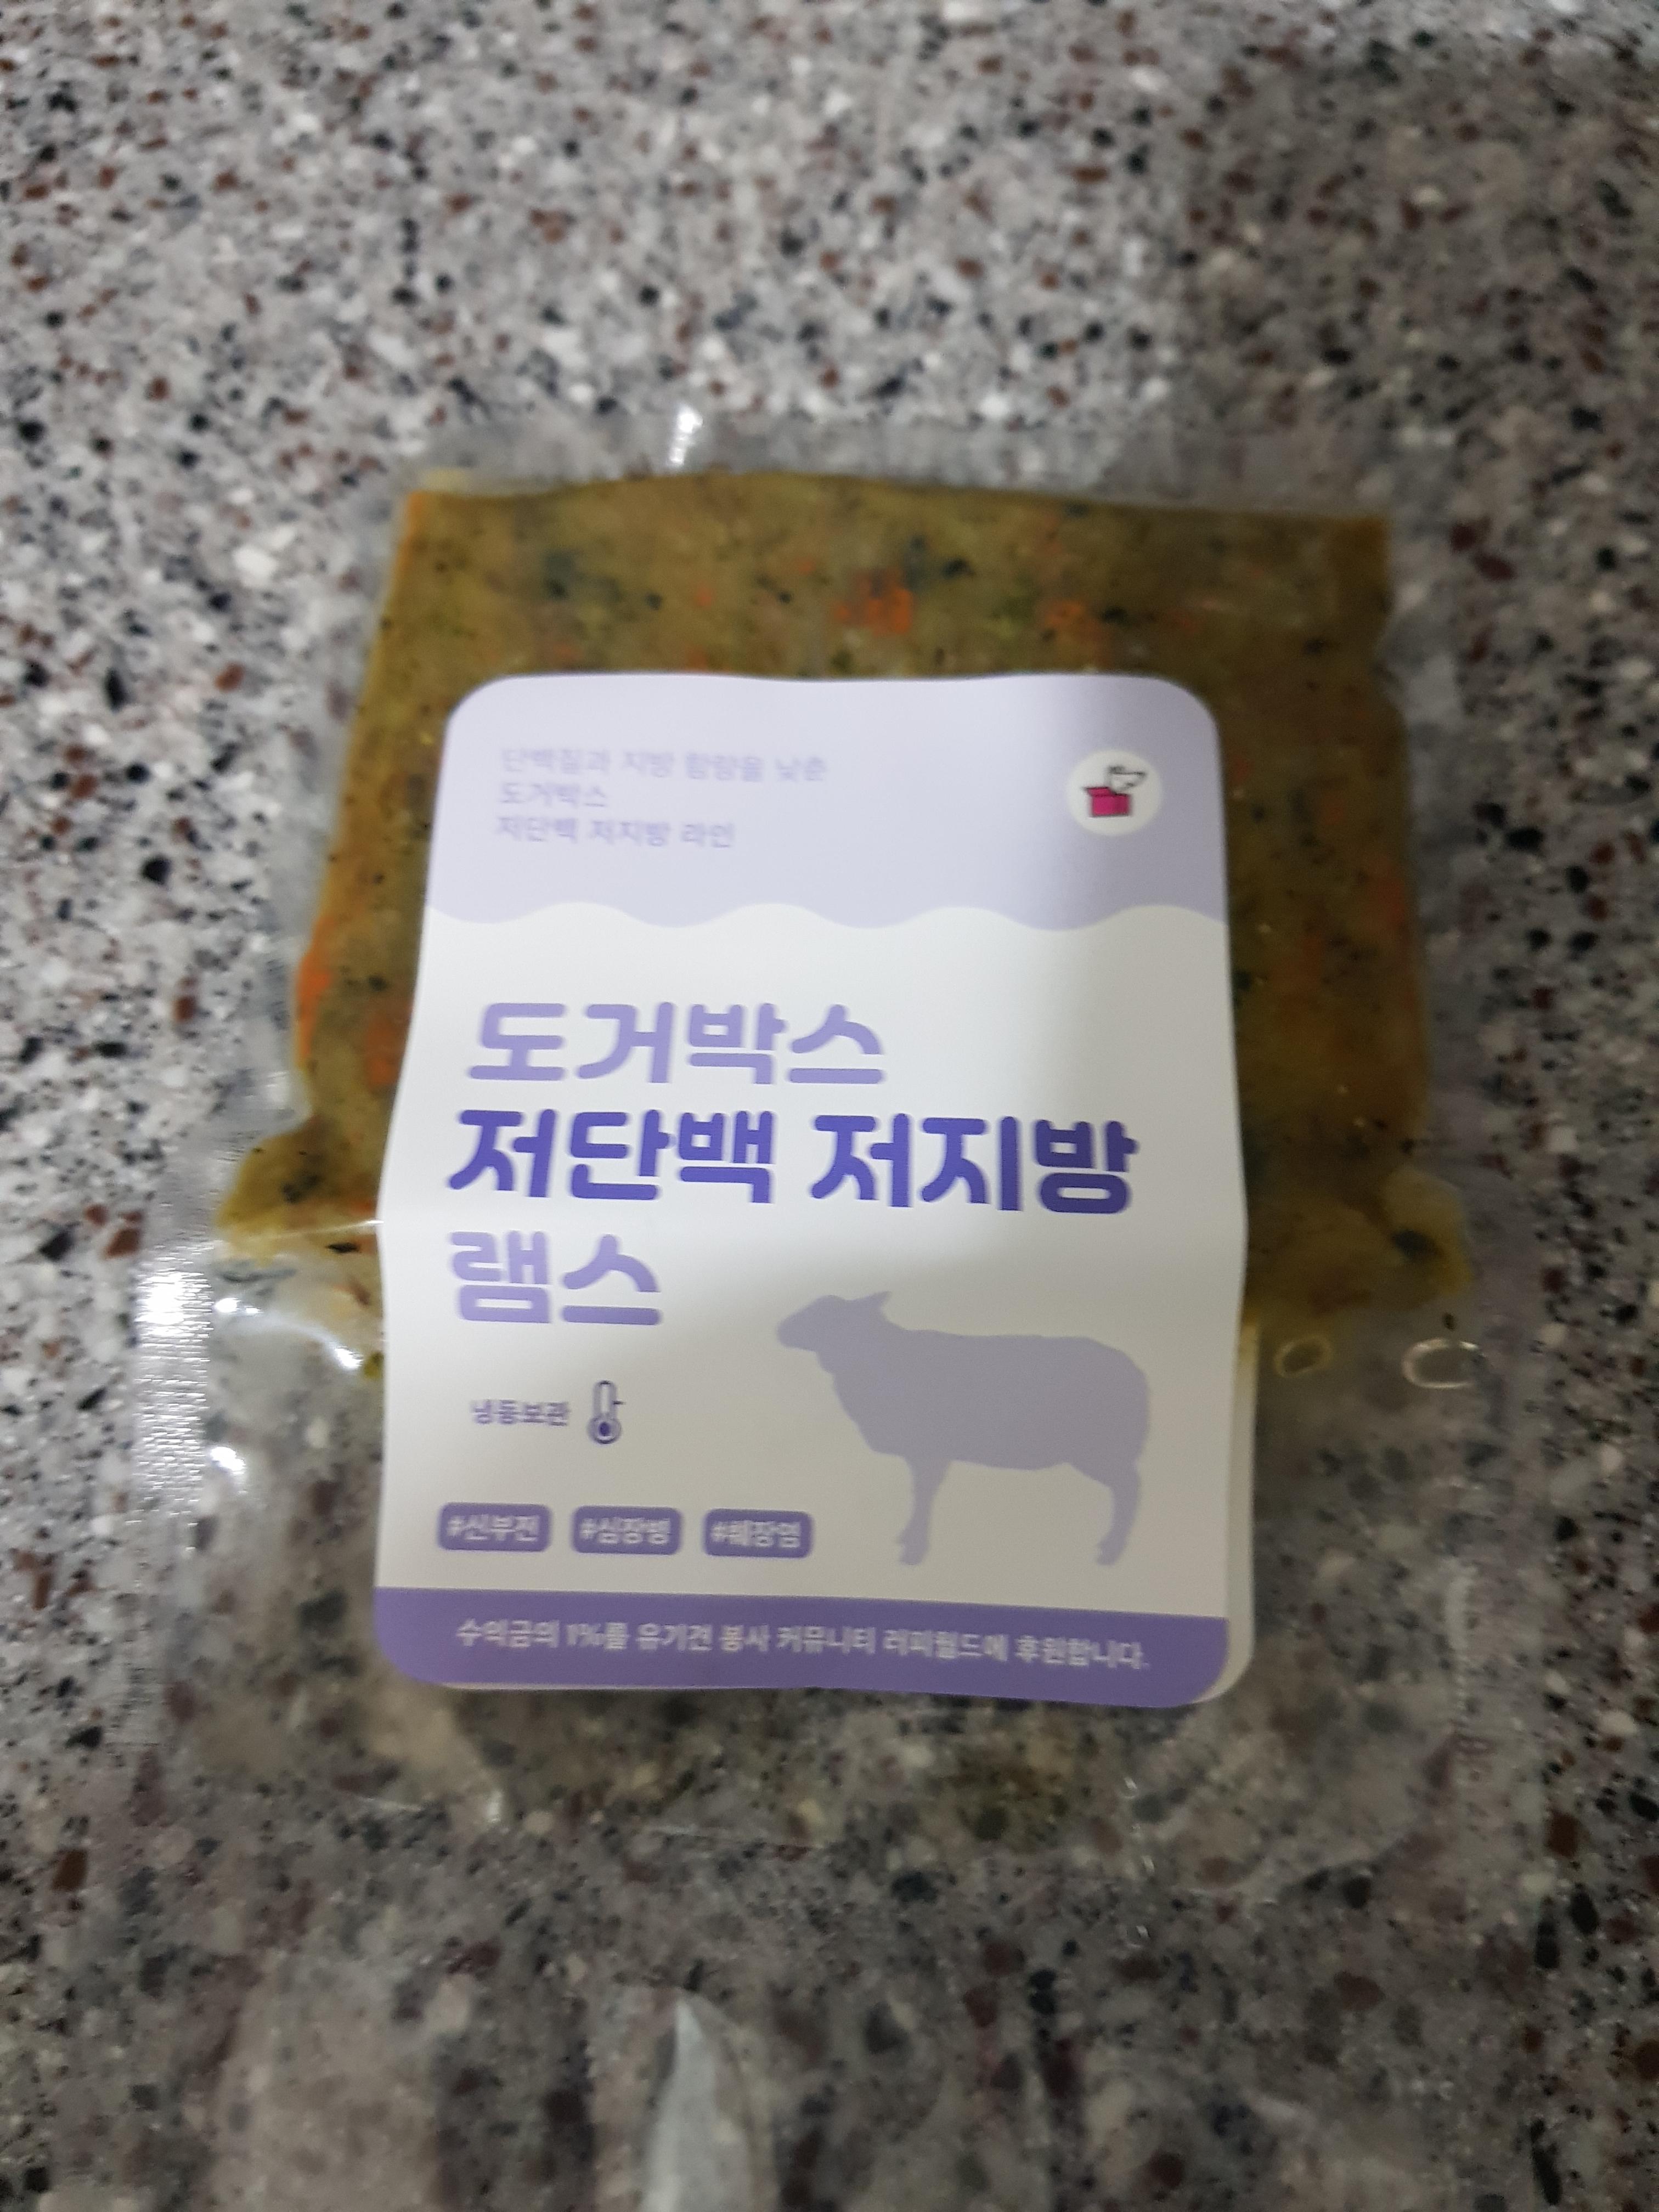 단백질과 지방 함량을 낮춘
도거박스
저단백 저지방 라인
도거박스
저단백 저지방
램스
냉동보관
#신부전 #심장병 #췌장염
수익금의 1%를 유기견 봉사 커뮤니티 러피월드에 후원합니다.